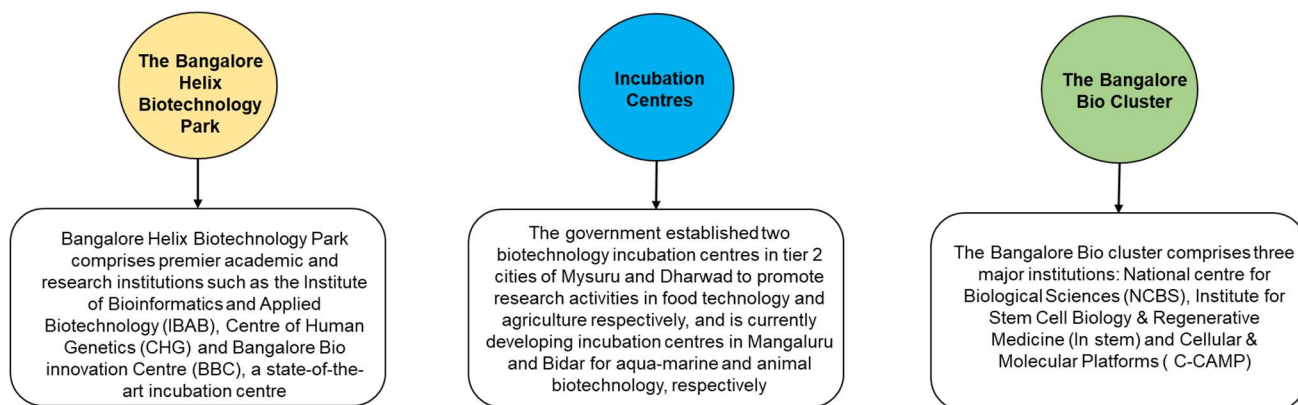 The Bangalore
Helix
Biotechnology
Park
Bangalore Helix Biotechnology Park
comprises premier academic and
research institutions such as the Institute
of Bioinformatics and Applied
Biotechnology (IBAB), Centre of Human
Genetics (CHG) and Bangalore Bio
innovation Centre (BBC), a state-of-the-
art incubation centre
Incubation
Centres
The government established two
biotechnology incubation centres in tier 2
cities of Mysuru and Dharwad to promote
research activities in food technology and
agriculture respectively, and is currently
developing incubation centres in Mangaluru
and Bidar for aqua-marine and animal
biotechnology, respectively
The Bangalore
Bio Cluster
The Bangalore Bio cluster comprises three
major institutions: National centre for
Biological Sciences (NCBS), Institute for
Stem Cell Biology & Regenerative
Medicine (In stem) and Cellular &
Molecular Platforms ( C-CAMP)